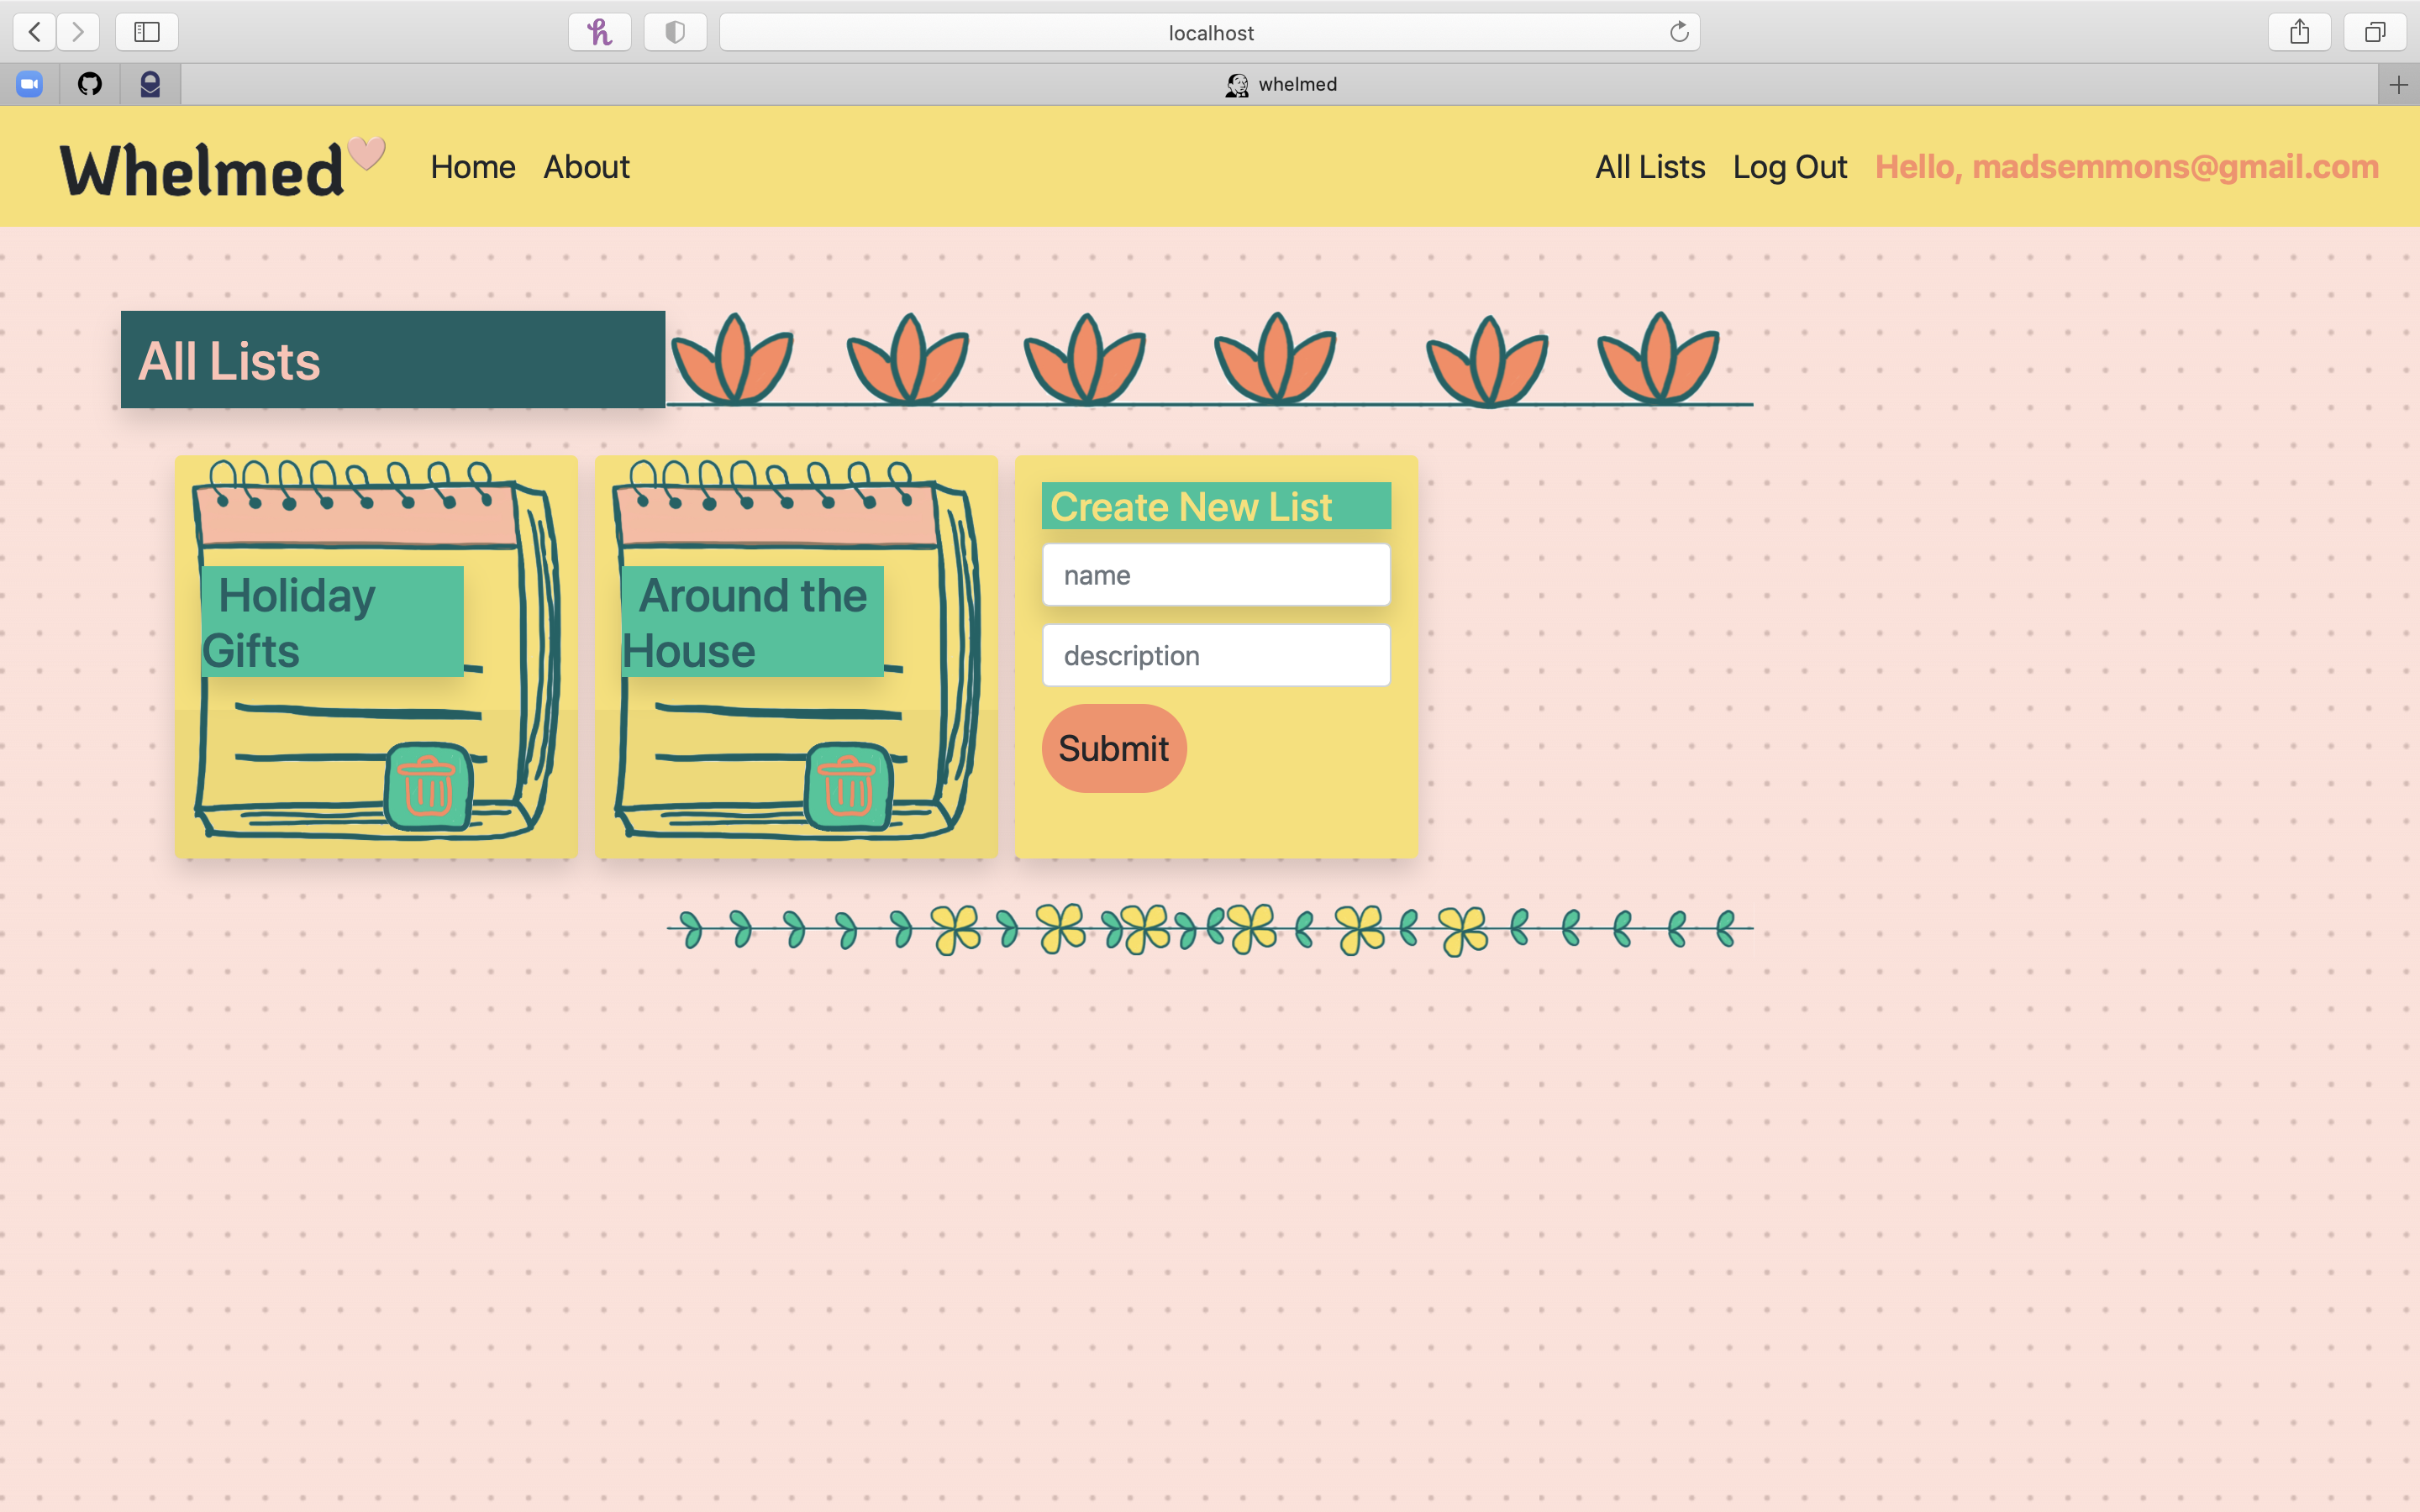 localhost
whelmed
Whelmed
Home About
All Lists Log Out Hello, madsemmons@gmail.com
All Lists
Holiday
Gifts
Around the
House
Create New List
name
description
Submit